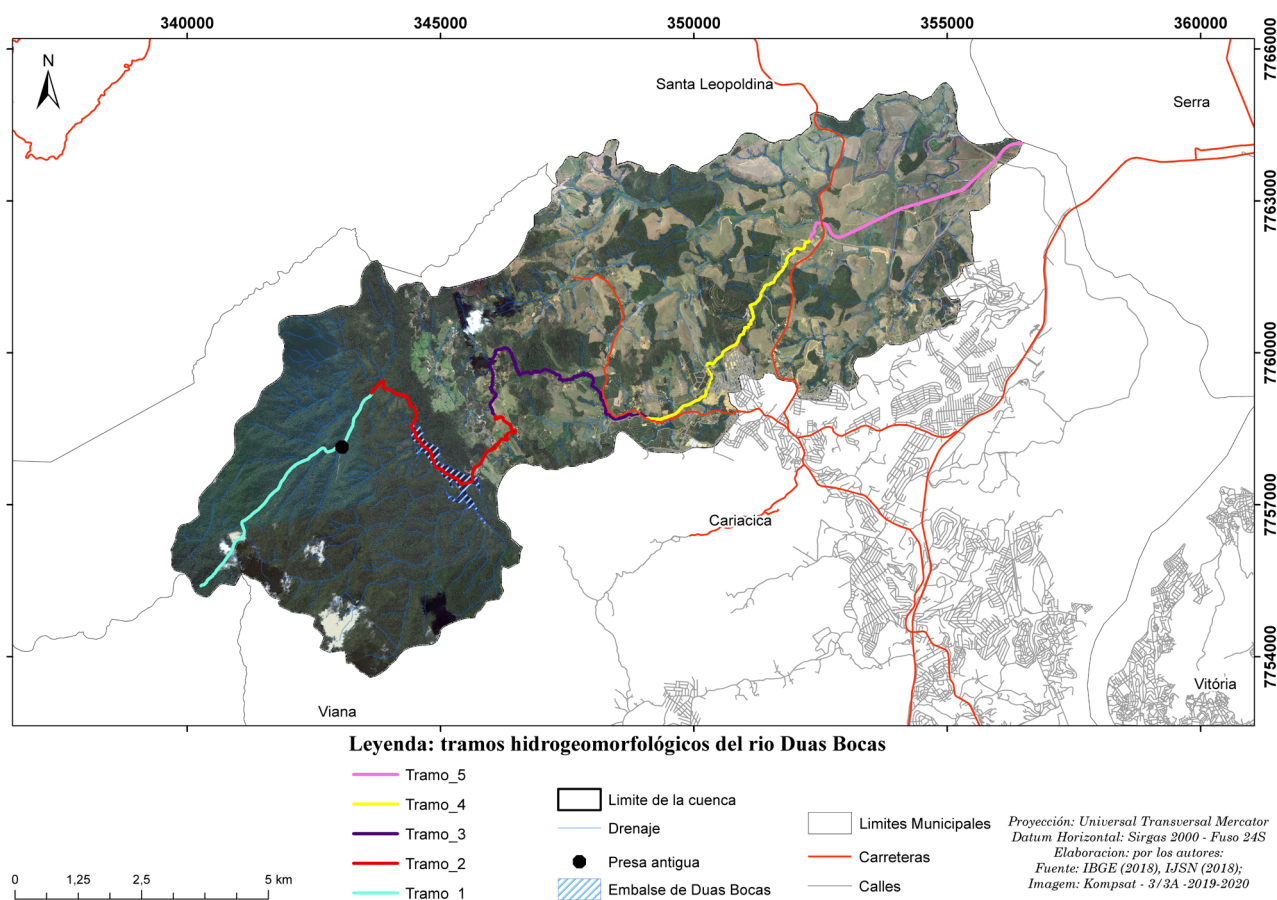 340000 345000 350000 355000 360000
7766000
7763000
7760000
7757000
7754000
N
Santa Leopoldina
Serra
Cariacica
Vitória
Viana
Leyenda: tramos hidrogeomorfológicos del rio Duas Bocas
Tramo_5
Tramo_4
Tramo_3
Tramo_2
Tramo_1
Limite de la cuenca
Drenaje
Presa antigua
Embalse de Duas Bocas
Limites Municipales
Carreteras
Calles
Proyección: Universal Transversal Mercator
Datum Horizontal: Sirgas 2000 - Fuso 24S
Elaboracion: por los autores:
Fuente: IBGE (2018), IJSN (2018);
Imagem: Kompsat - 3/3A -2019-2020
0 1,25 2,5 5 km